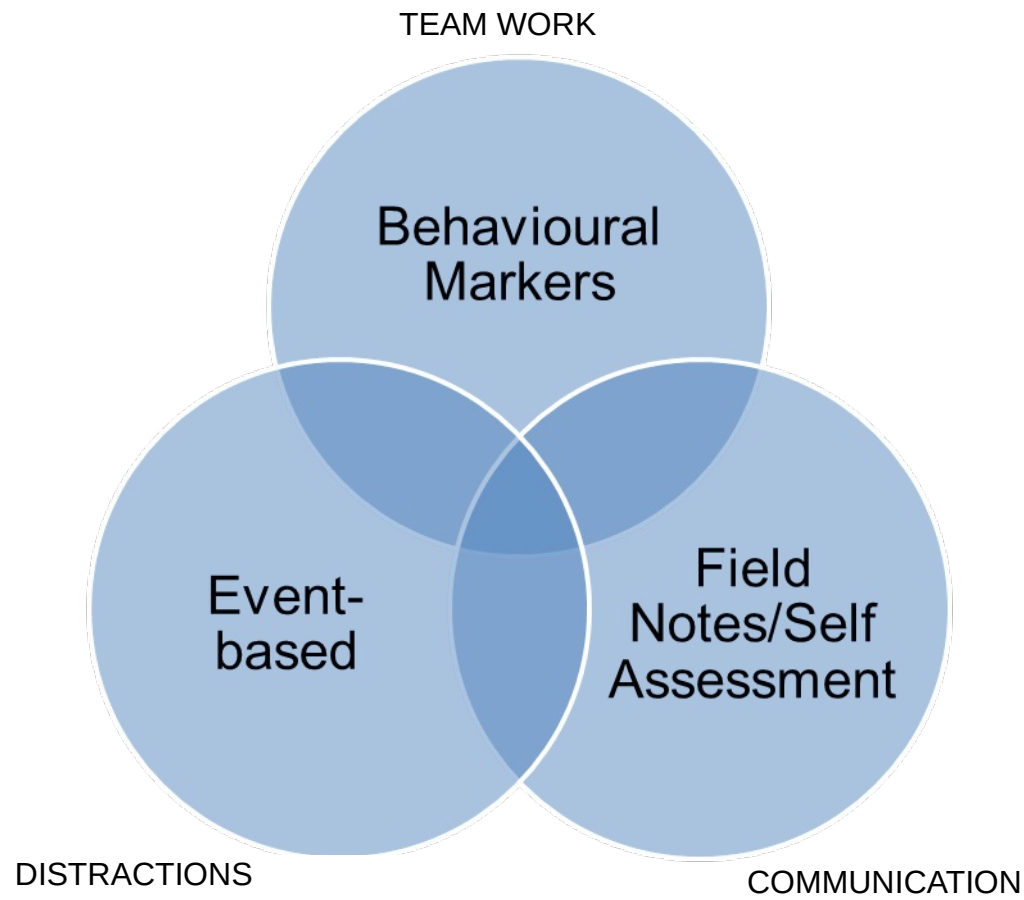 TEAM WORK
Behavioural
Markers
Event-
based
Field
Notes/Self
Assessment
DISTRACTIONS
COMMUNICATION